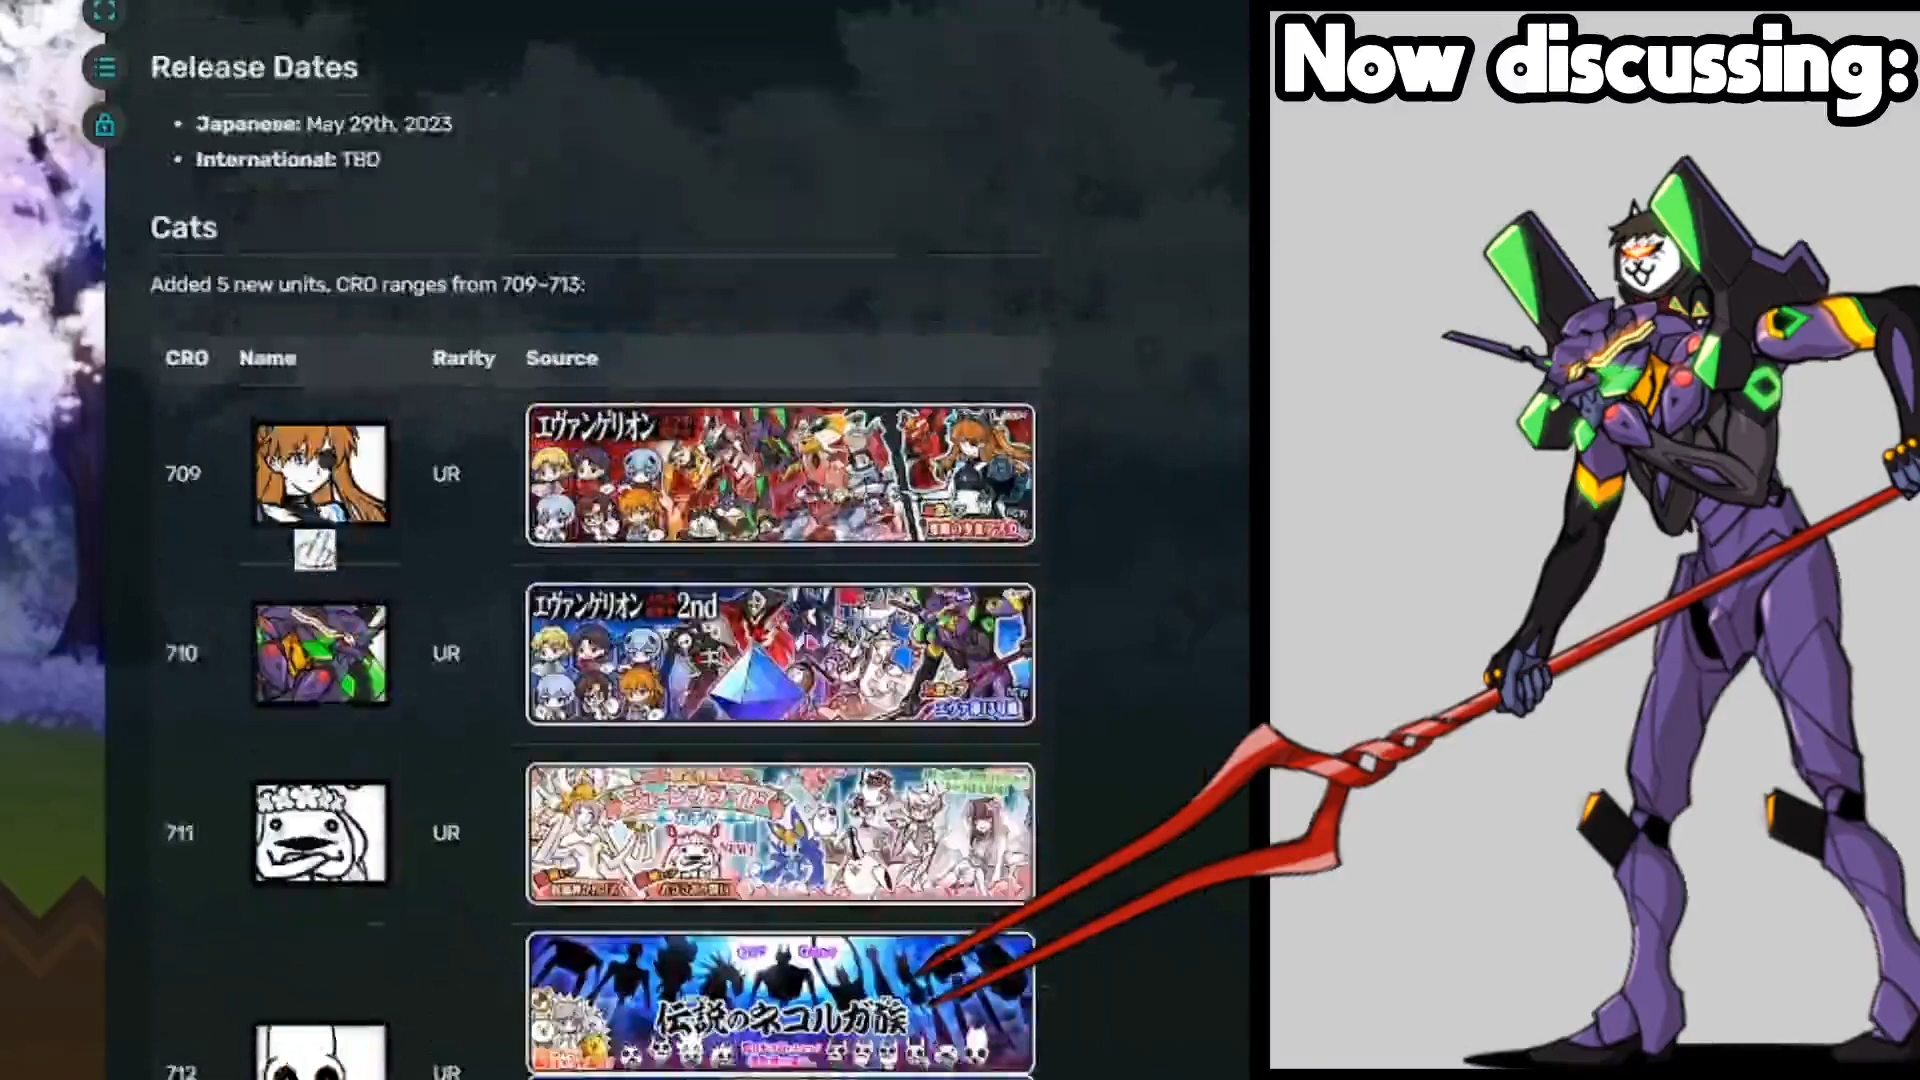 Now discussing:
Release Dates
Japanese: May 29th, 2023
International: TBD
Cats
Added 5 new units, CRO ranges from 709-713:
CRO Name Rarity Source
709 UR
エヴァンゲリオン
710 UR
エヴァンゲリオン 2nd
711 UR
伝説のネコルガ族
712 UR